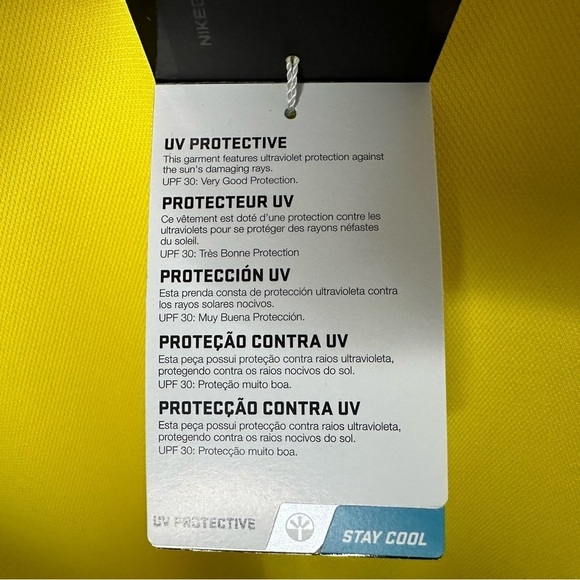 UV PROTECTIVE
This garment features ultraviolet protection against
the sun's damaging rays.
UPF 30: Very Good Protection.
PROTECTEUR UV
Ce vêtement est doté d'une protection contre les
ultraviolets pour se protéger des rayons néfastes
du soleil.
UPF 30: Très Bonne Protection
PROTECCIÓN UV
Esta prenda consta de protección ultravioleta contra
los rayos solares nocivos.
UPF 30: Muy Buena Protección.
PROTEÇÃO CONTRA UV
Esta peça possui proteção contra raios ultravioleta,
protegendo contra os raios nocivos do sol.
UPF 30: Proteção muito boa.
PROTECÇÃO CONTRA UV
Esta peça possui protecção contra raios ultravioleta,
protegendo contra os raios nocivos do sol.
UPF 30: Protecção muito boa.
UV PROTECTIVE
STAY COOL